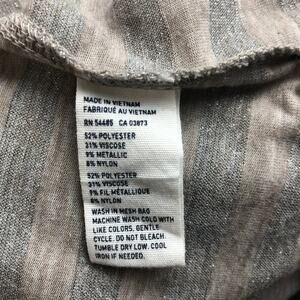 MADE IN VIETNAM
FABRIQUÉ AU VIETNAM
RN 54485 CA 03873
52% POLYESTER
31% VISCOSE
9% METALLIC
8% NYLON
52% POLYESTER
31% VISCOSE
9% FIL MÉTALLIQUE
8% NYLON
WASH IN MESH BAG
MACHINE WASH COLD WITH
LIKE COLORS, GENTLE
CYCLE. DO NOT BLEACH.
TUMBLE DRY LOW. COOL
IRON IF NEEDED.